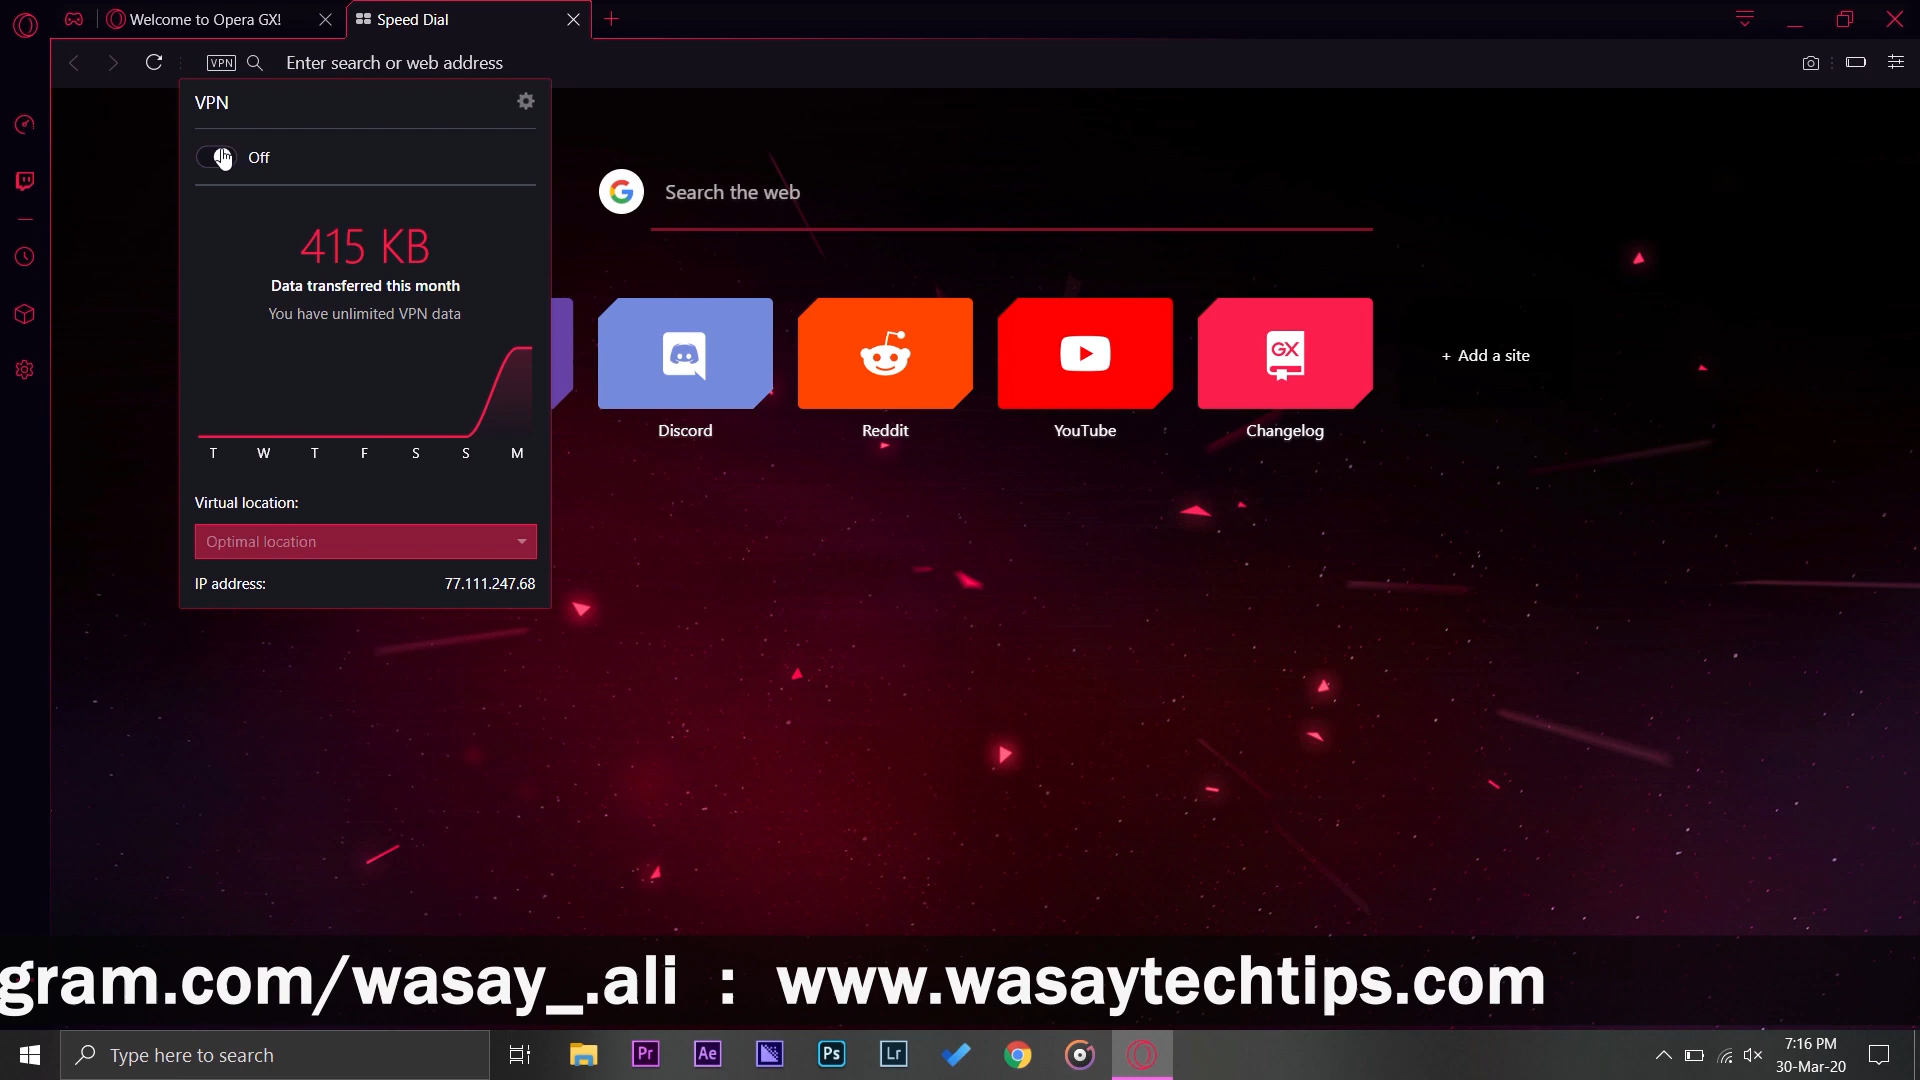 Welcome to Opera GX!
Speed Dial
VPN
Enter search or web address
VPN
Off
415 KB
Data transferred this month
You have unlimited VPN data
T W T F S S M
Virtual location:
Optimal location
IP address: 77.111.247.68
Search the web
GX
Discord
Reddit
YouTube
Changelog
+ Add a site
gram.com/wasay_.ali : www.wasaytechtips.com
Type here to search
Pr
Ae
Ps
Lr
7:16 PM
30-Mar-20